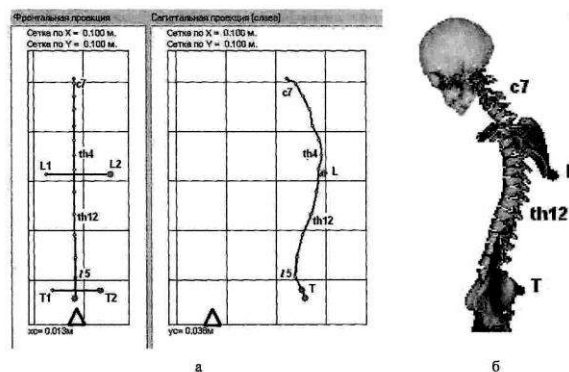 Фронтальная проекция
Сетка по X = 0.100 м.
Сетка по Y = 0.100 м.
c7
th4
L1
L2
th12
l5
T1
T2
xc= 0.013м
Сагиттальная проекция (слева)
Сетка по X = 0.100 м.
Сетка по Y = 0.100 м.
c7
th4
L
th12
l5
T
yc= 0.036м
а
c7
th12
T
б